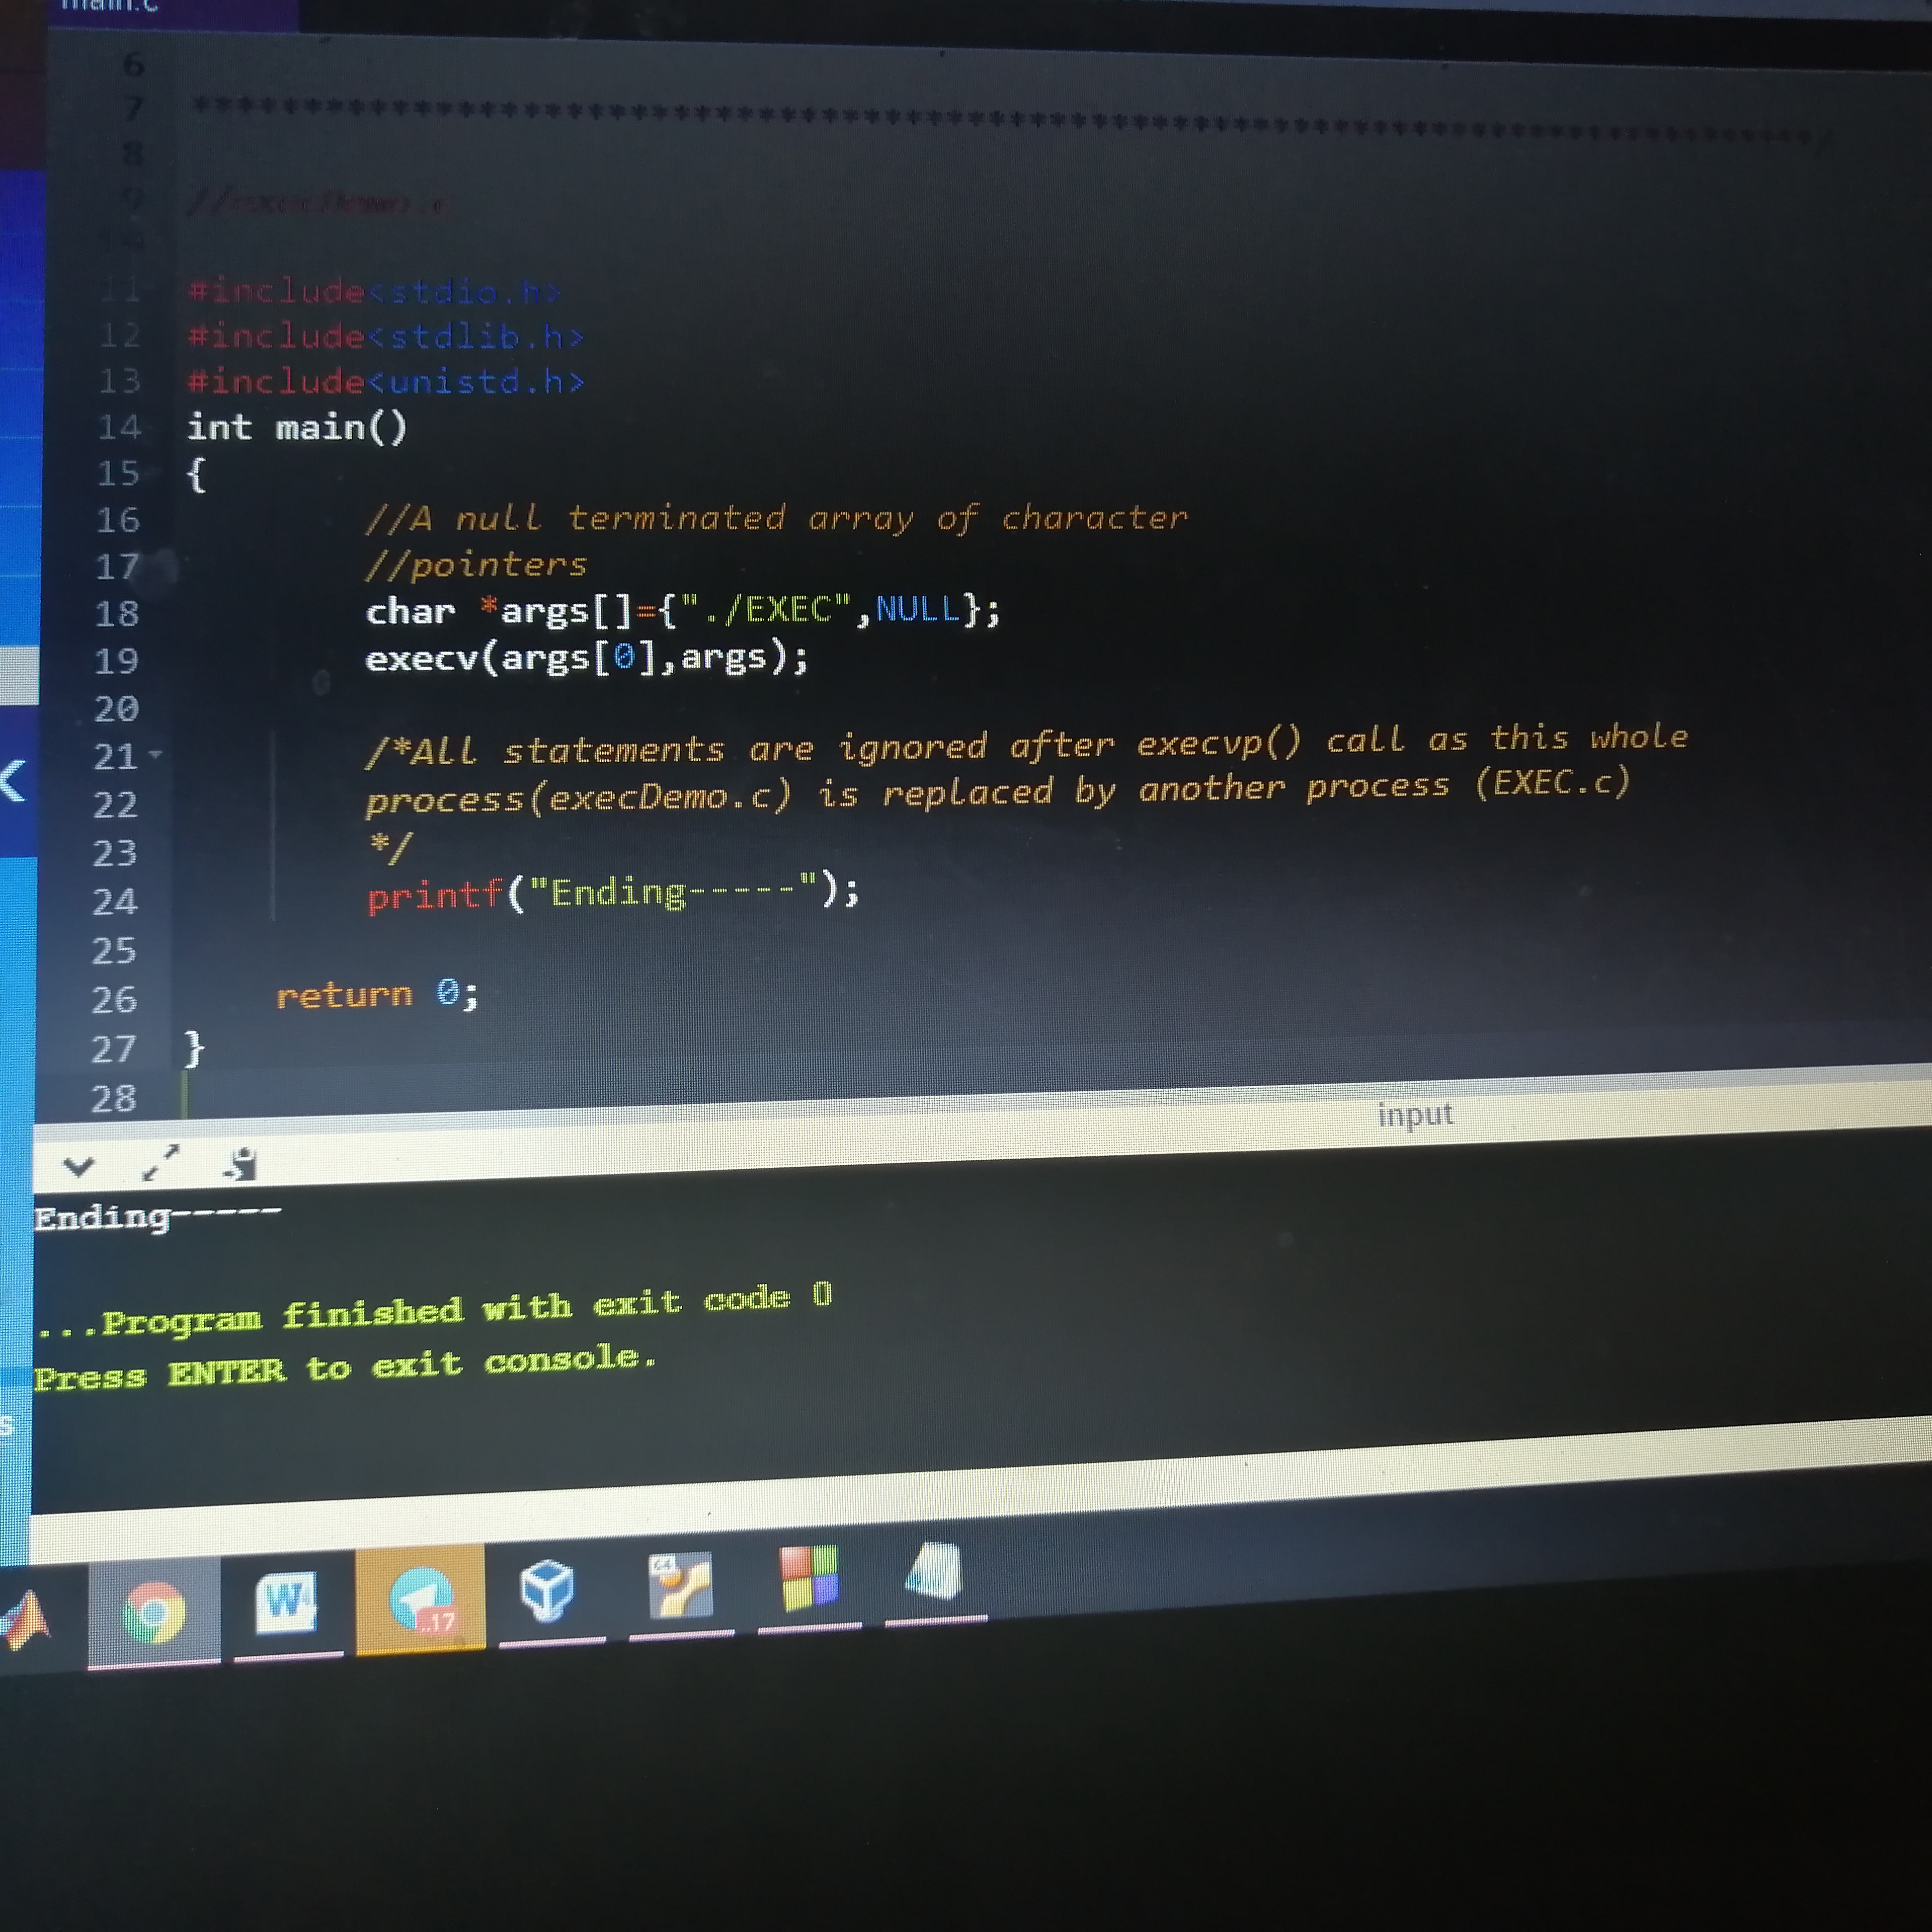 main.c
6
7 ******************************************************************************/
8
9 //execDemo.c
11 #include<stdio.h>
12 #include<stdlib.h>
13 #include<unistd.h>
14 int main()
15 {
16 //A null terminated array of character
17 //pointers
18 char *args[]={"./EXEC",NULL};
19 execv(args[0],args);
20
21 /*All statements are ignored after execvp() call as this whole
22 process(execDemo.c) is replaced by another process (EXEC.c)
23 */
24 printf("Ending-----");
25
26 return 0;
27 }
28
input
Ending-----
...Program finished with exit code 0
Press ENTER to exit console.
s
W
..17
64